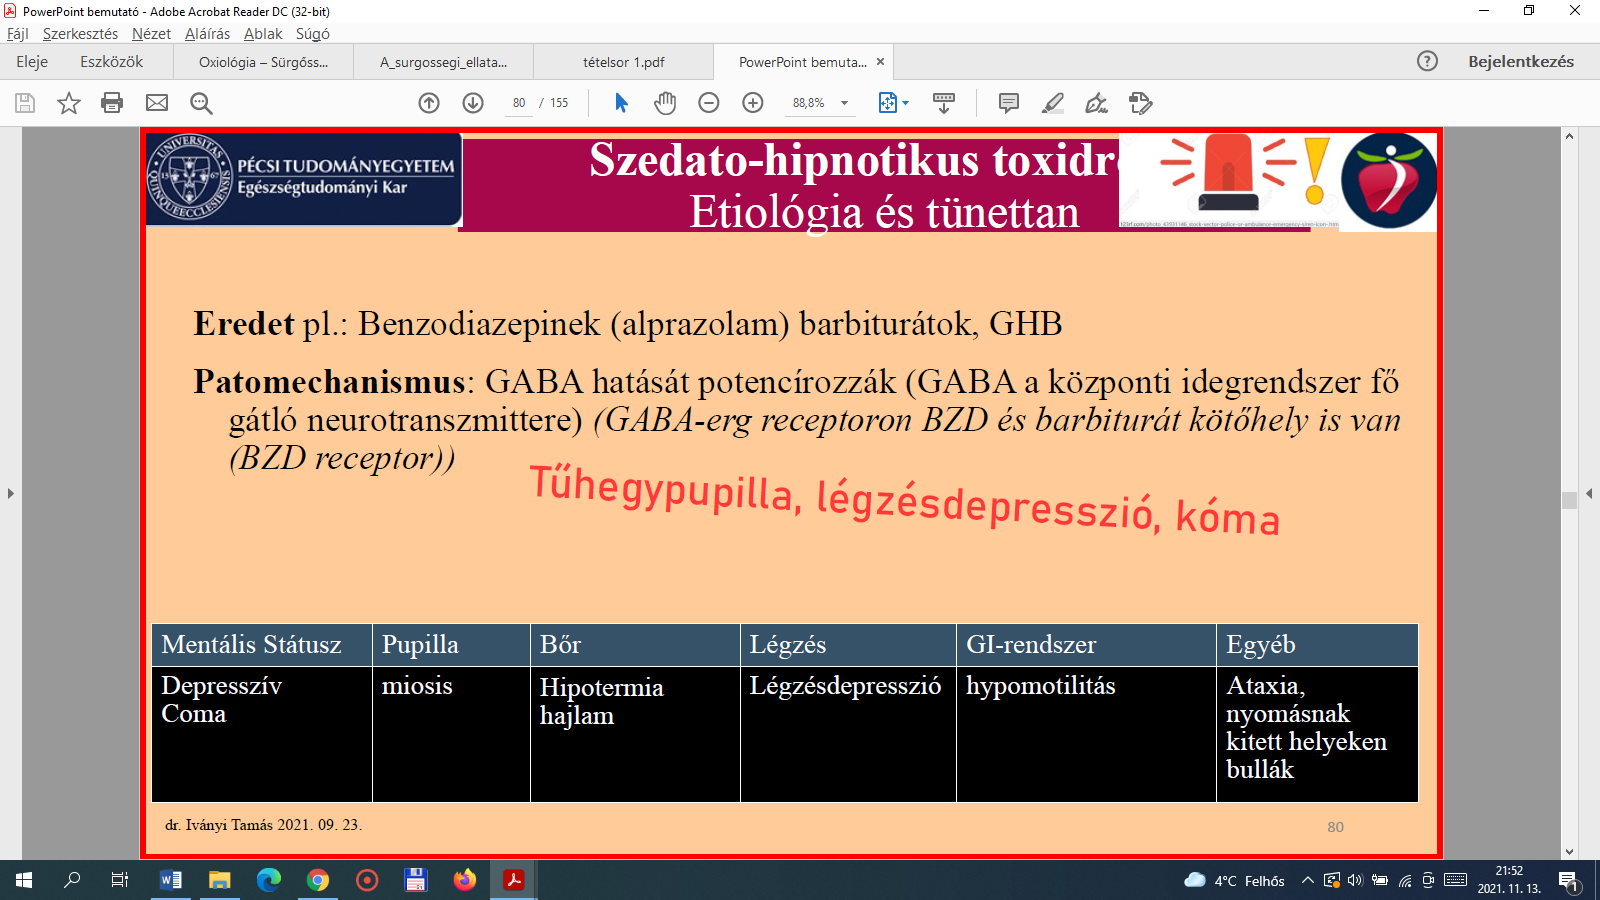 PowerPoint bemutató - Adobe Acrobat Reader DC (32-bit)
Fájl Szerkesztés Nézet Aláírás Ablak Súgó
Eleje Eszközök Oxiológia – Sürgőss... A_surgossegi_ellata... tételsor 1.pdf PowerPoint bemuta... × ? Bejelentkezés
80 / 155 88,8%
UNIVERSITAS QUINQUEECCLESIENSIS 1367
PÉCSI TUDOMÁNYEGYETEM
Egészségtudományi Kar
Szedato-hipnotikus toxidr
Etiológia és tünettan
Eredet pl.: Benzodiazepinek (alprazolam) barbiturátok, GHB
Patomechanismus: GABA hatását potencírozzák (GABA a központi idegrendszer fő
gátló neurotranszmittere) (GABA-erg receptoron BZD és barbiturát kötőhely is van
(BZD receptor))
Tűhegypupilla, légzésdepresszió, kóma
Mentális Státusz Pupilla Bőr Légzés GI-rendszer Egyéb
Depresszív miosis Hipotermia Légzésdepresszió hypomotilitás Ataxia,
Coma hajlam nyomásnak
kitett helyeken
bullák
dr. Iványi Tamás 2021. 09. 23.
80
4°C Felhős
21:52
2021. 11. 13.
1